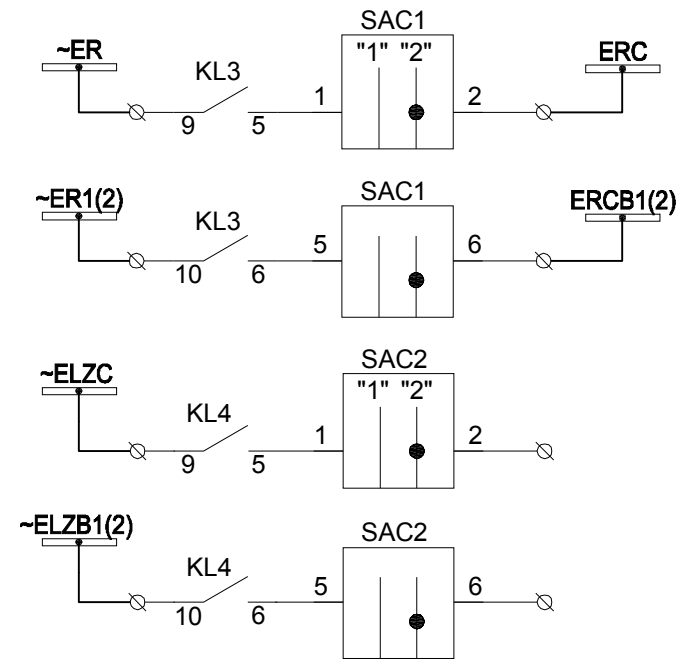 SAC1
~ER "1" "2" ERC
KL3
9 5 1 2
~ER1(2) SAC1 ERCB1(2)
KL3
10 6 5 6
SAC2
~ELZC "1" "2"
KL4
9 5 1 2
~ELZB1(2)
SAC2
KL4
10 6 5 6